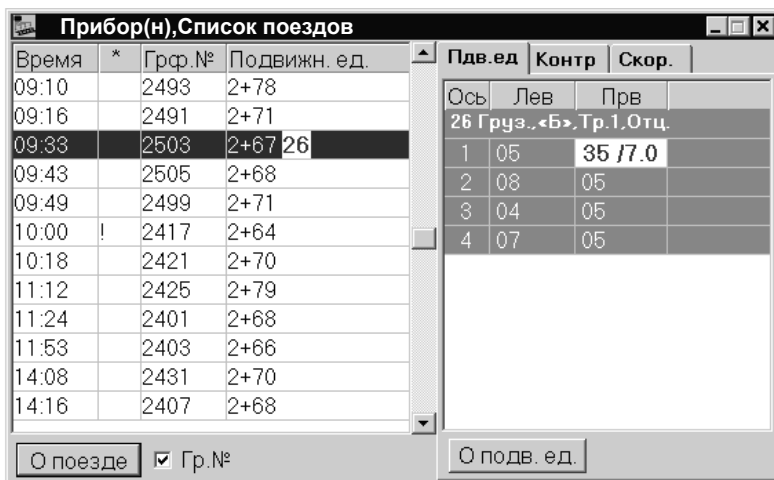 Прибор(н),Список поездов
Время * Грф.№ Подвижн. ед.
09:10 2493 2+78
09:16 2491 2+71
09:33 2503 2+67 26
09:43 2505 2+68
09:49 2499 2+71
10:00 ! 2417 2+64
10:18 2421 2+70
11:12 2425 2+79
11:24 2401 2+68
11:53 2403 2+66
14:08 2431 2+70
14:16 2407 2+68
О поезде Гр.№
Пдв.ед Контр Скор.
Ось Лев Прв
26 Груз.,«Б»,Тр.1,Отц.
1 05 35 /7.0
2 08 05
3 04 05
4 07 05
О подв. ед.